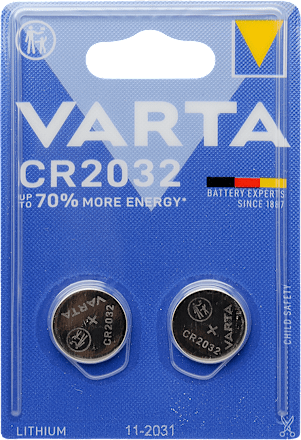 VARTA
CR2032
UP TO 70% MORE ENERGY*
BATTERY EXPERTS
SINCE 1887
CR2032
VARTA
CR2032
CHILD SAFETY
LITHIUM
11-2031